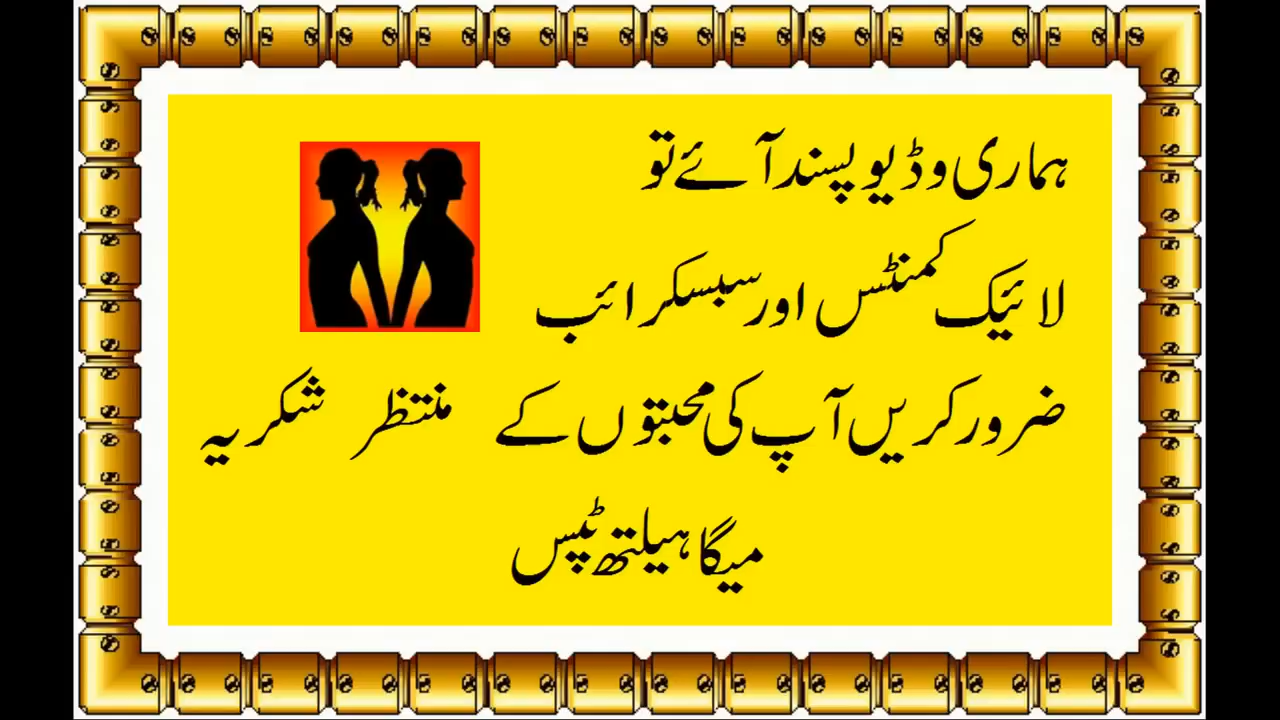 ہماری وڈیو پسند آئے تو
لائیک کمنٹس اور سبسکرائب
ضرور کریں آپ کی محبتوں کے منتظر شکریہ
میگا ہیلتھ ٹپس